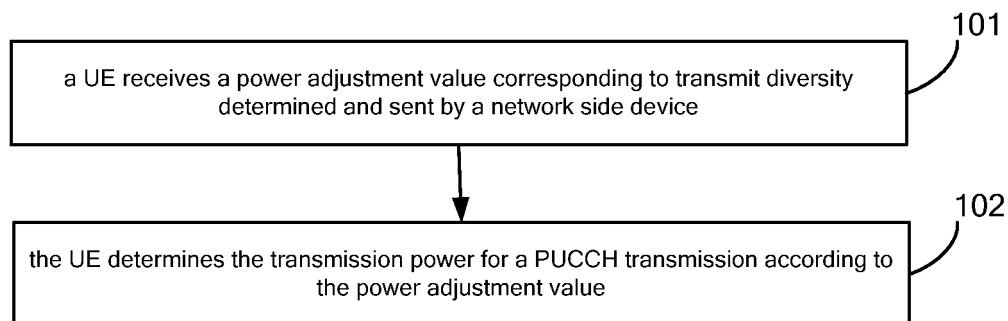 101
a UE receives a power adjustment value corresponding to transmit diversity
determined and sent by a network side device
102
the UE determines the transmission power for a PUCCH transmission according to
the power adjustment value